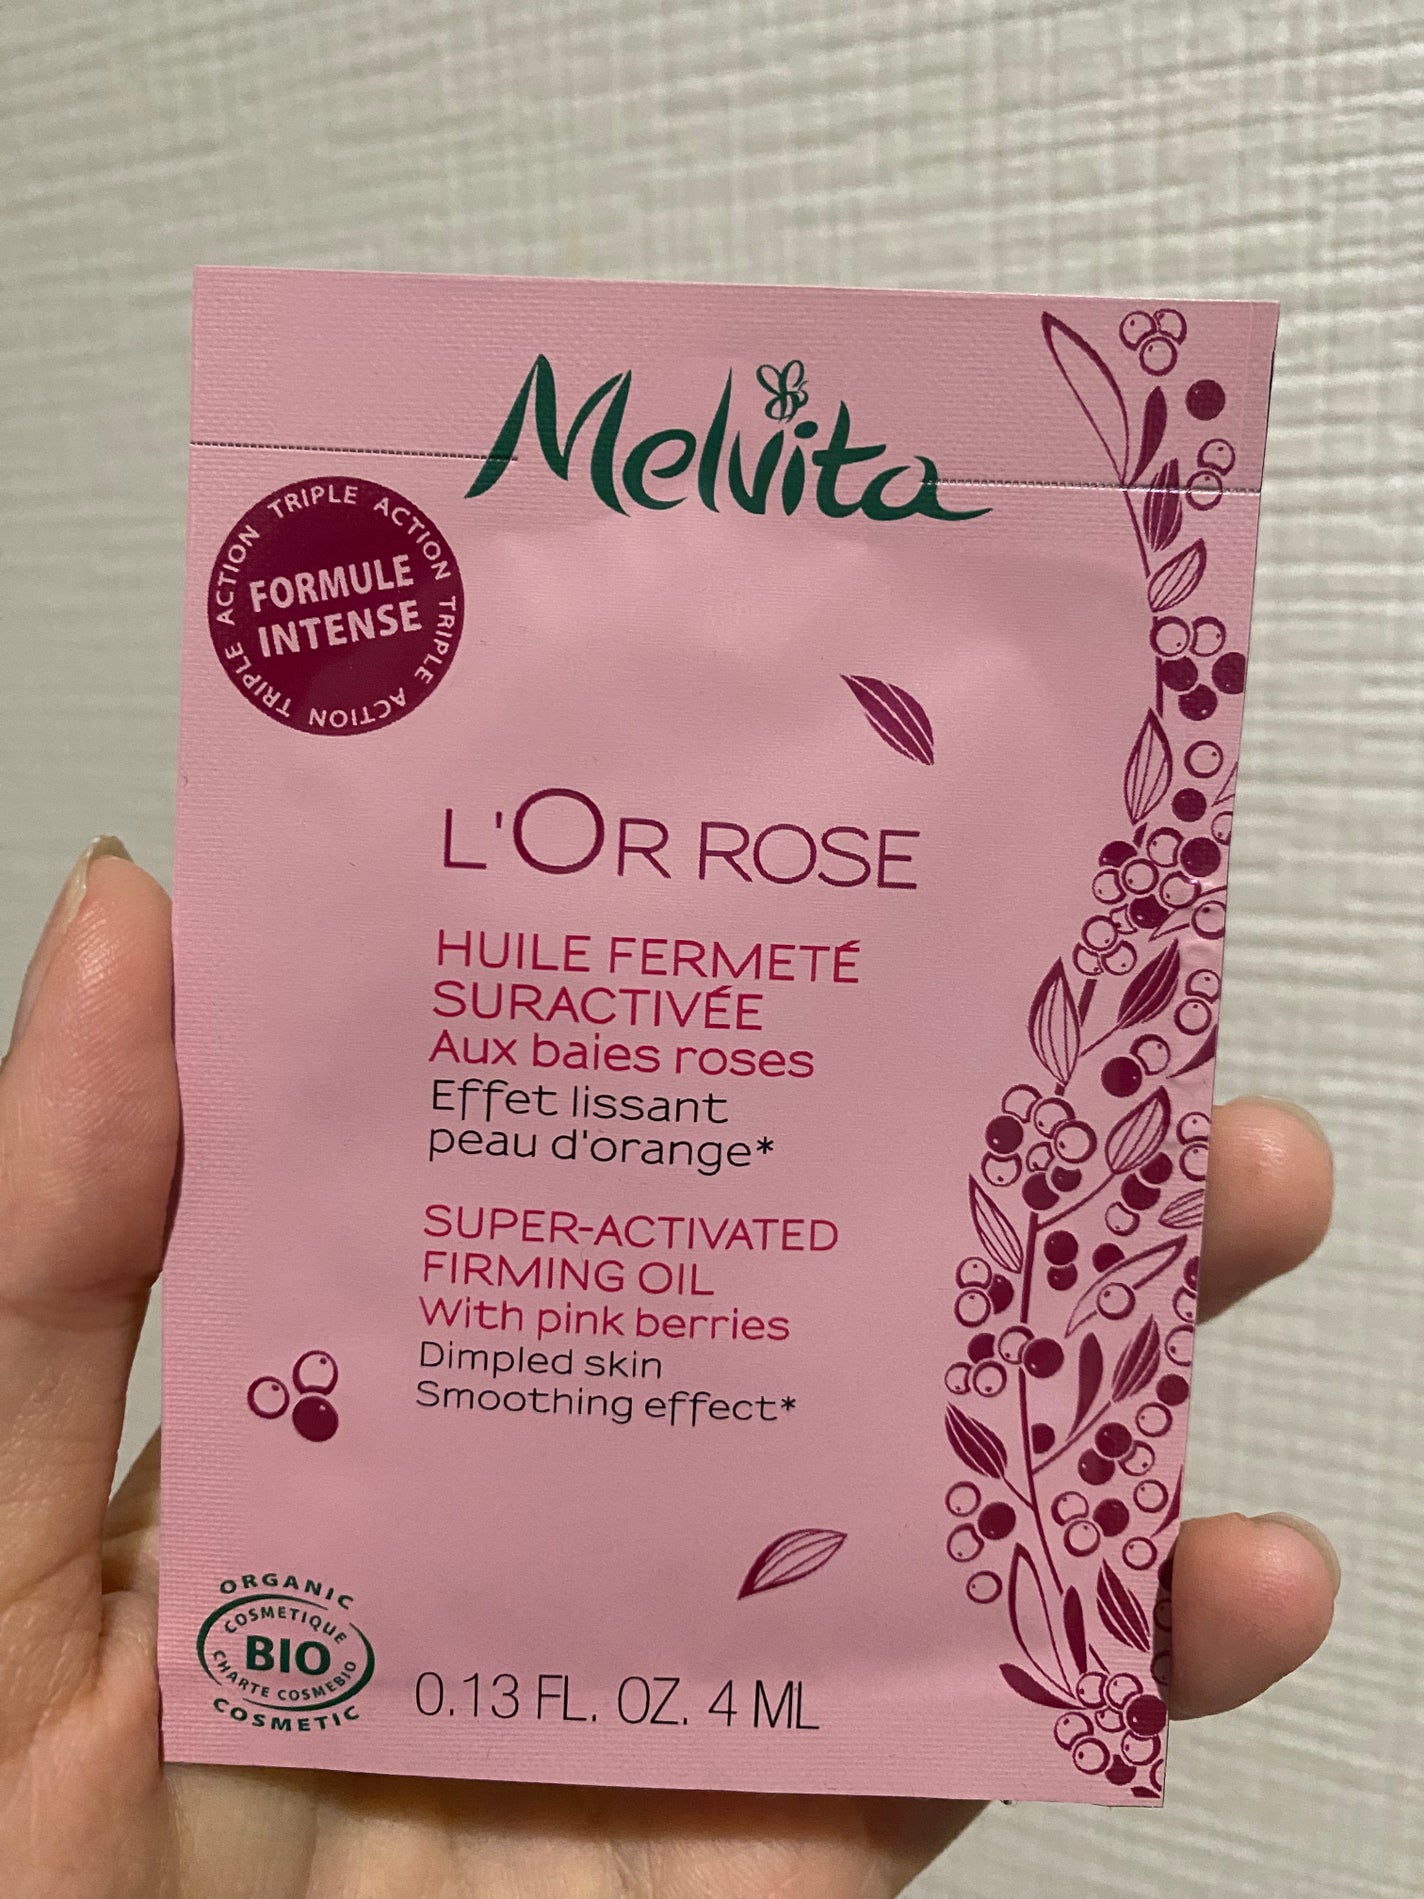 Melvita
TRIPLE ACTION TRIPLE ACTION TRIPLE ACTION
FORMULE
INTENSE
L'OR ROSE
HUILE FERMETÉ
SURACTIVÉE
Aux baies roses
Effet lissant
peau d'orange*
SUPER-ACTIVATED
FIRMING OIL
With pink berries
Dimpled skin
Smoothing effect*
ORGANIC
COSMETIQUE
BIO
CHARTE COSMEBIO
COSMETIC
0.13 FL. OZ. 4 ML